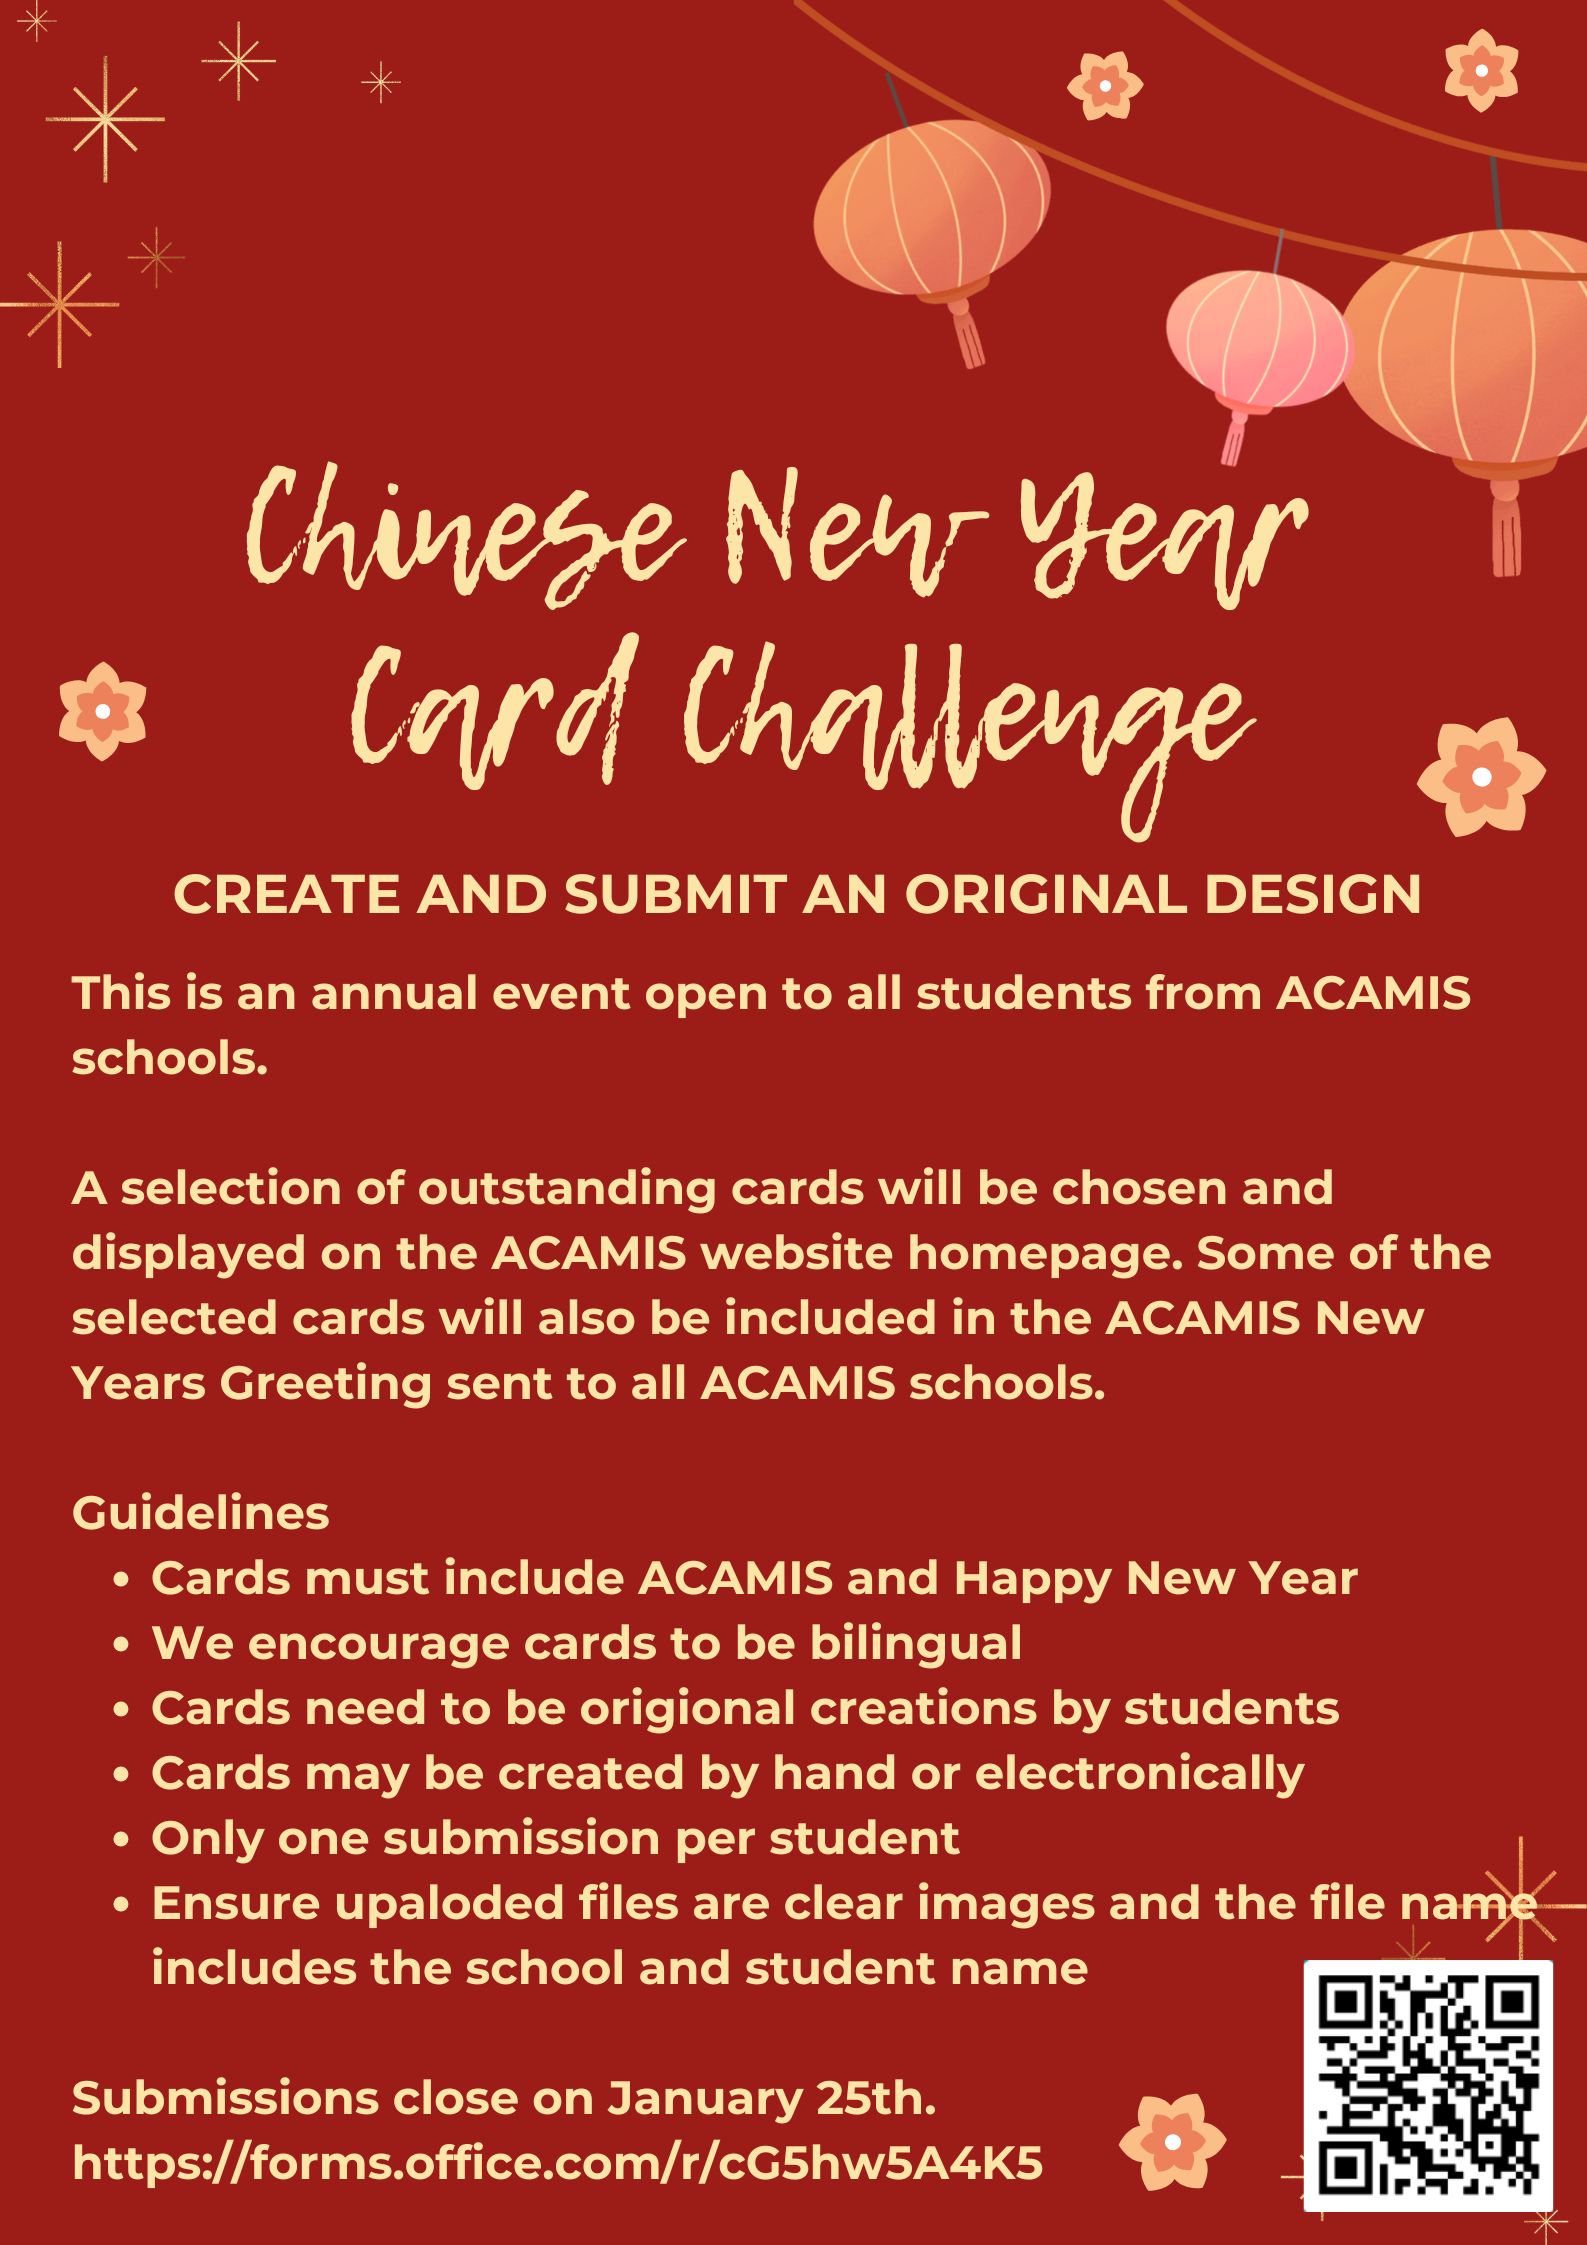 Chinese New Year
Card Challenge
CREATE AND SUBMIT AN ORIGINAL DESIGN
This is an annual event open to all students from ACAMIS
schools.
A selection of outstanding cards will be chosen and
displayed on the ACAMIS website homepage. Some of the
selected cards will also be included in the ACAMIS New
Years Greeting sent to all ACAMIS schools.
Guidelines
• Cards must include ACAMIS and Happy New Year
• We encourage cards to be bilingual
• Cards need to be origional creations by students
• Cards may be created by hand or electronically
• Only one submission per student
• Ensure upaloded files are clear images and the file name
includes the school and student name
Submissions close on January 25th.
https://forms.office.com/r/cG5hw5A4K5